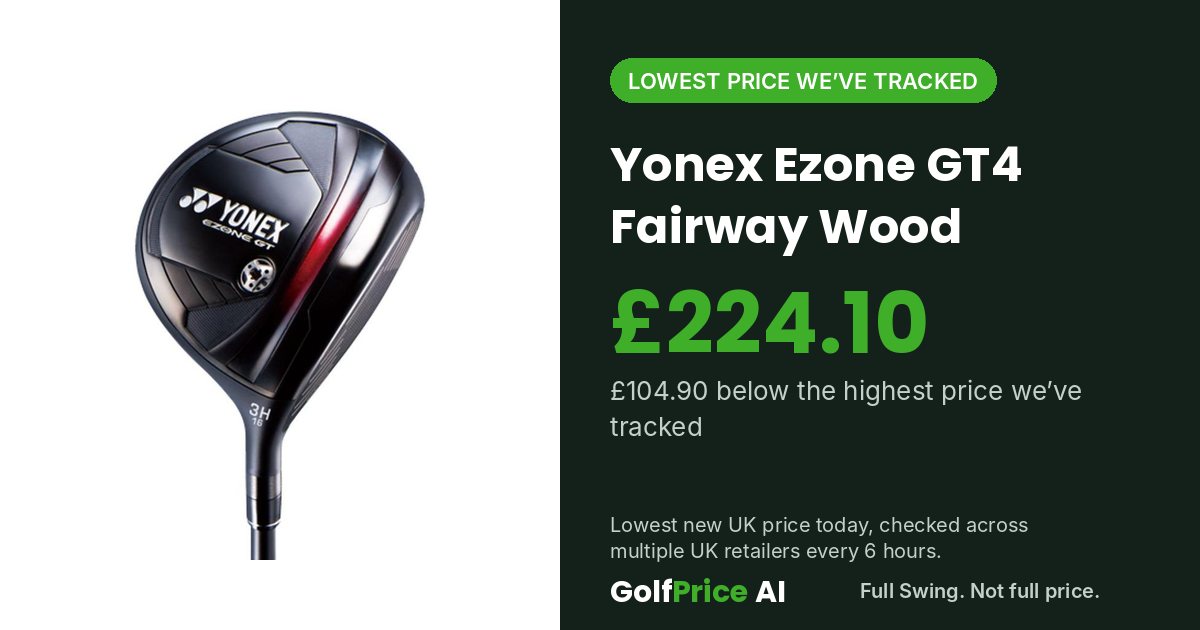 YONEX
EZONE GT
3H
16
LOWEST PRICE WE’VE TRACKED
Yonex Ezone GT4
Fairway Wood
£224.10
£104.90 below the highest price we’ve
tracked
Lowest new UK price today, checked across
multiple UK retailers every 6 hours.
GolfPrice AI
Full Swing. Not full price.